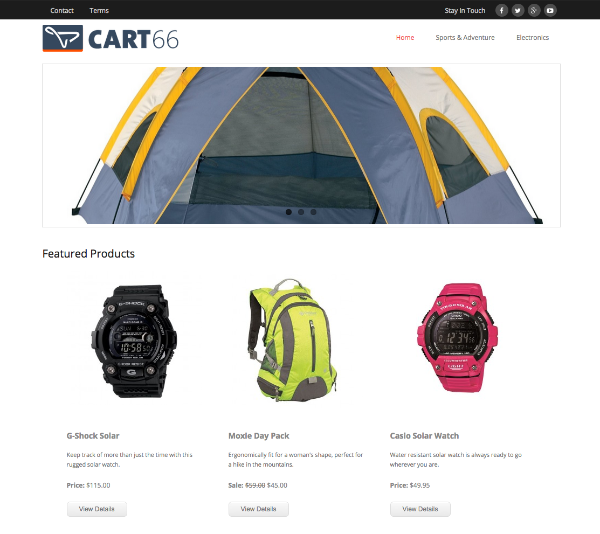 Contact Terms Stay In Touch
CART66
Home Sports & Adventure Electronics
Featured Products
G-SHOCK
G
G-Shock Solar Moxie Day Pack Casio Solar Watch
Keep track of more than just the time with this Ergonomically fit for a woman's shape, perfect for Water resistant solar watch is always ready to go
rugged solar watch. a hike in the mountains. wherever you are.
Price: $115.00 Sale: $59.00 $45.00 Price: $49.95
View Details View Details View Details